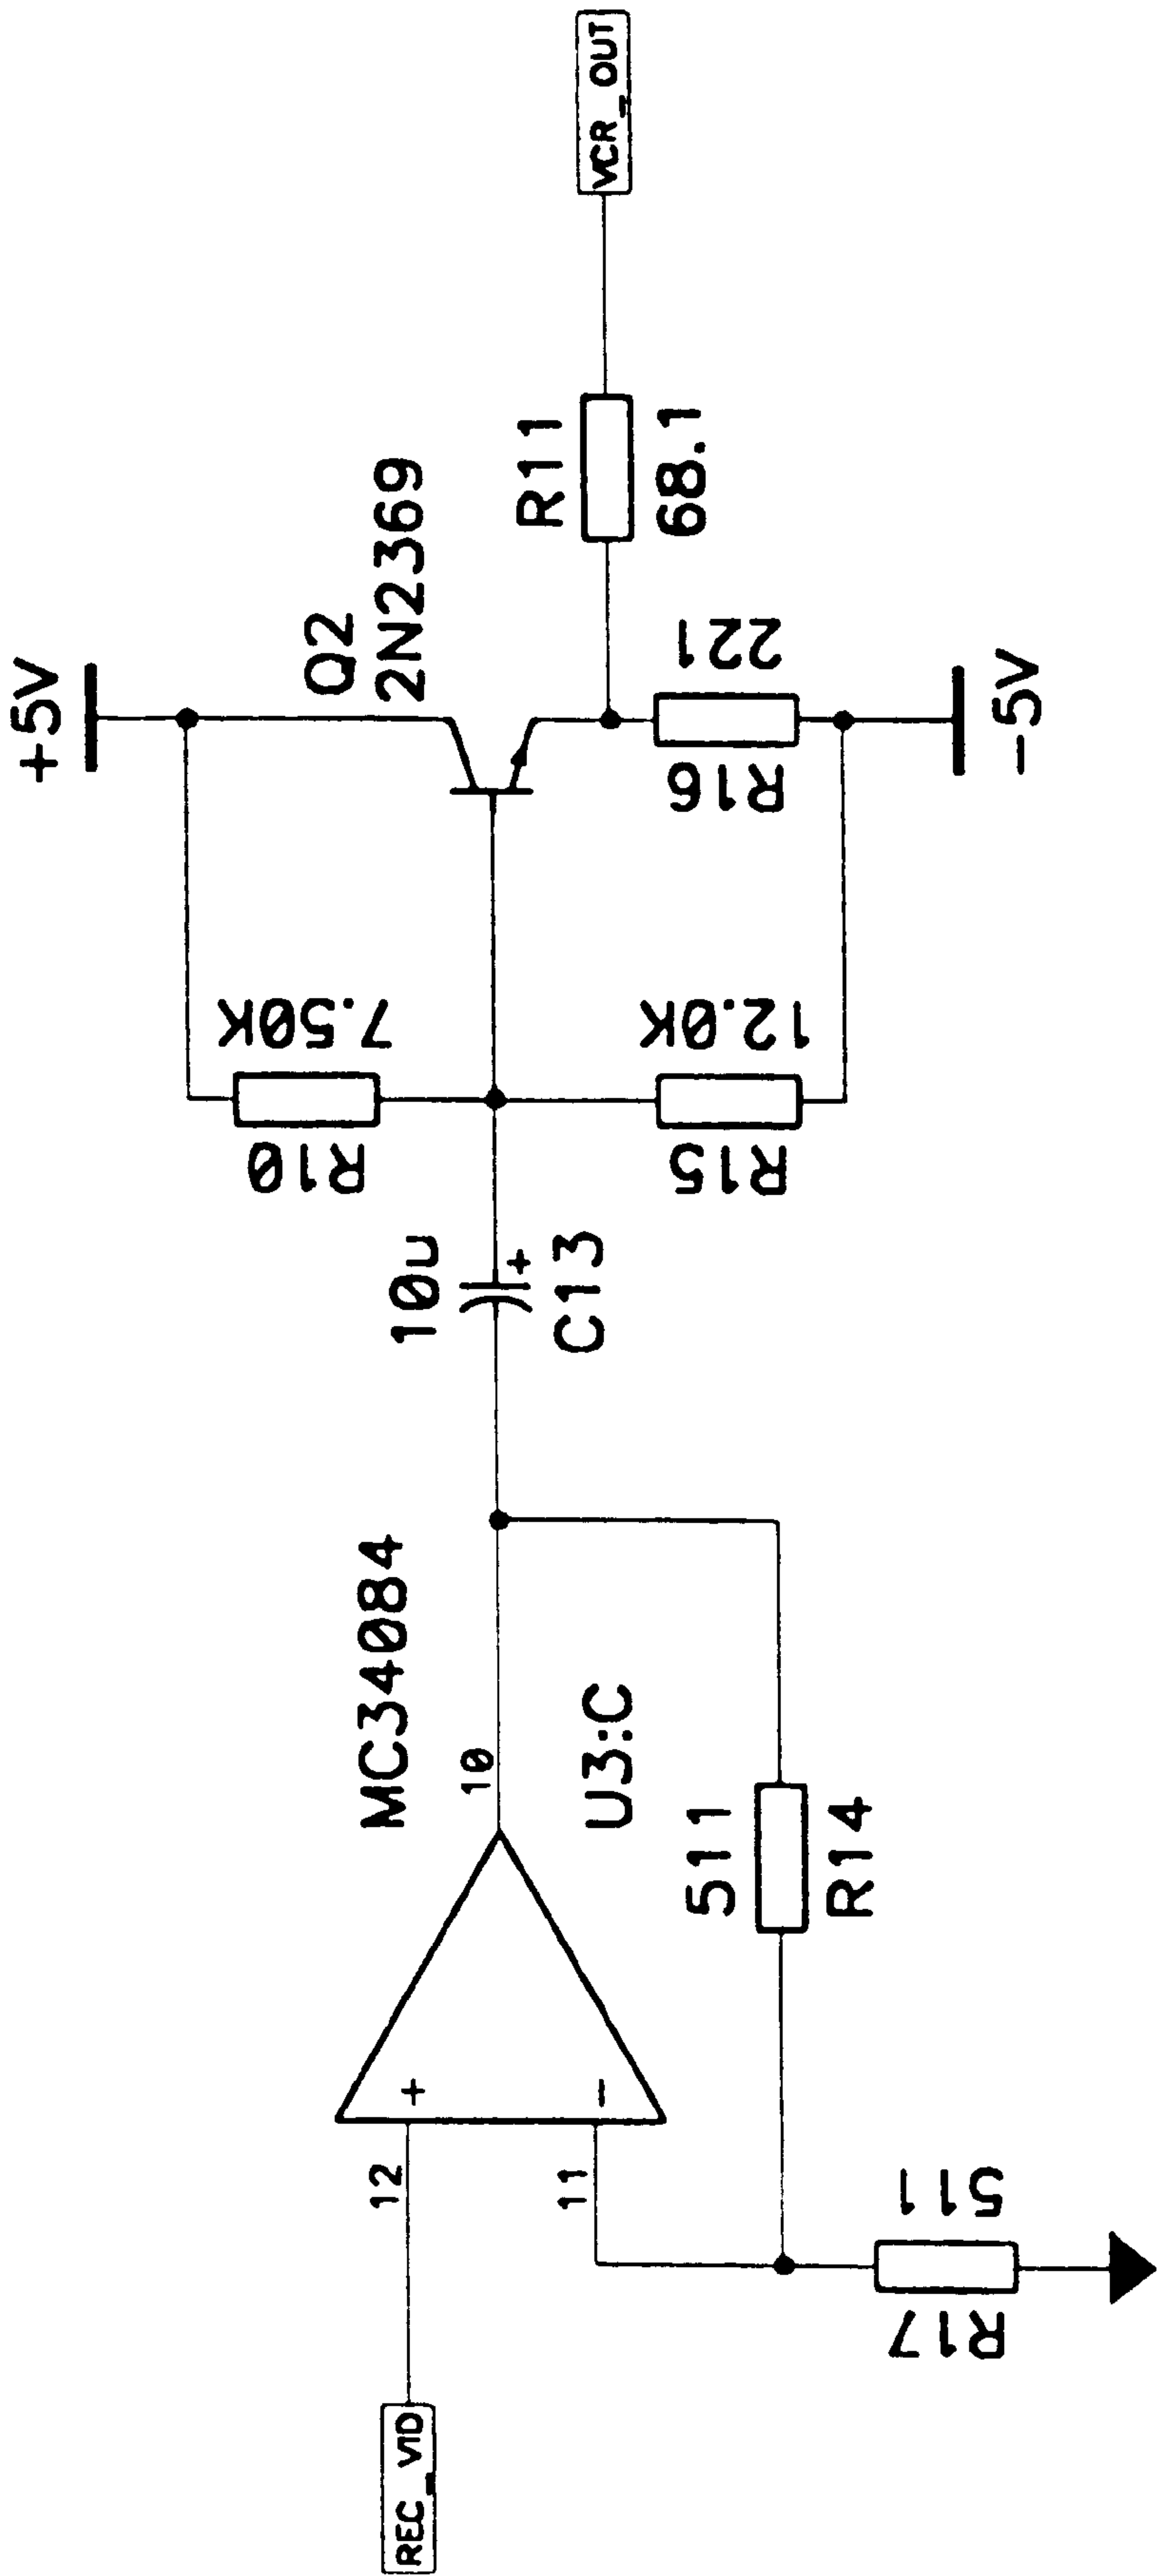 REC_VID
12
11
+
-
MC34084
10
U3:C
511
R14
R17
511
10u
+
C13
R10
7.50K
R15
12.0K
+5V
Q2
2N2369
R16
221
-5V
R11
68.1
VCR_OUT